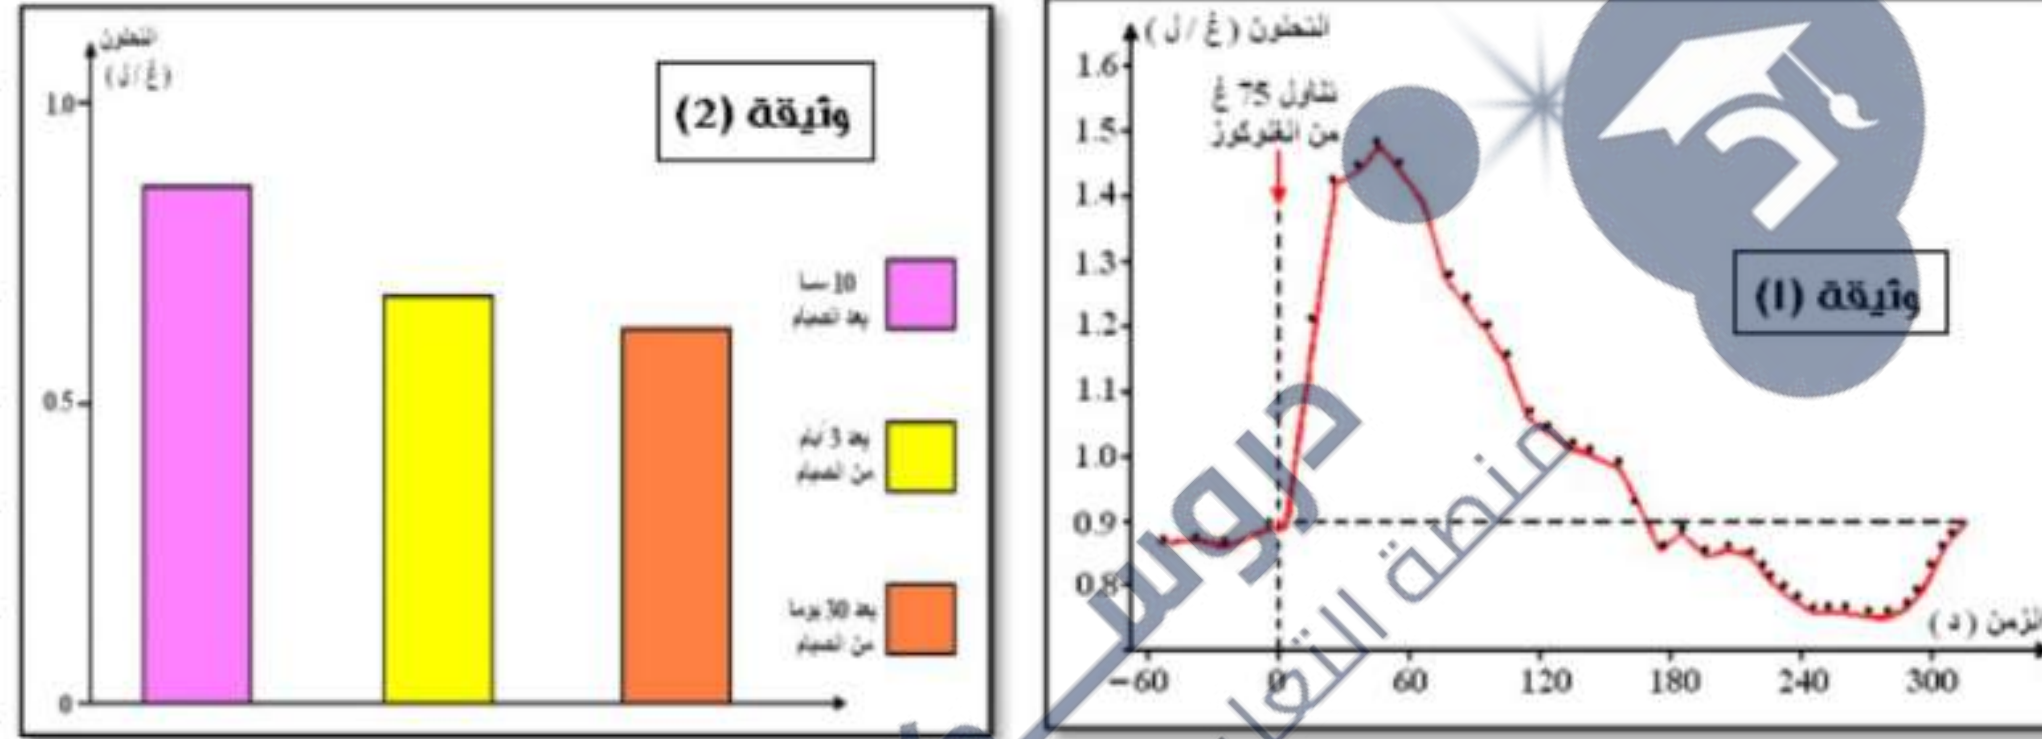 التحلون ( غ / ل )
1.6
تناول 75 غ
من الغلوكوز
1.5
1.4
1.3
وثيقة (1)
1.2
1.1
1.0
0.9
0.8
الزمن ( د )
−60
0
60
120
180
240
300
دروس
منصة
التحلون
( غ / ل )
1.0
وثيقة (2)
10 سا
بعد الصيام
0.5
بعد 3 أيام
من الصيام
بعد 30 يوما
من الصيام
0